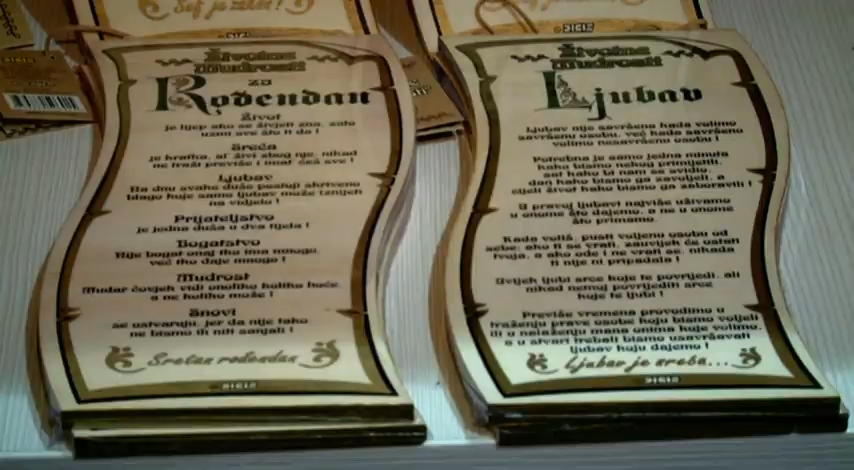 Šef je zlat!
Životne
Mudrosti
za
Rođendan
Život
je lijep ako se živjeti zna, zato
uzmi sve što ti da !
Sreća
je kratka, al' živi zbog nje, nikad
ne traži previše i imat' ćeš sve !
Ljubav
Na dnu svake duše postoji skriveno
blago koje samo ljubav može iznijeti
na vidjelo !
Prijateljstvo
je jedna duša u dva tijela !
Bogatstvo
Nije bogat onaj tko ima mnogo,
već tko daje mnogo !
Mudrost
Mudar čovjek vidi onoliko koliko hoće,
a ne koliko može !
Snovi
se ostvaruju, jer da nije tako
ne bismo ih niti sanjali !
Sretan rođendan
Životne
Mudrosti
Ljubav
Ljubav nije savršena kada volimo
savršenu osobu, već kada savršeno
volimo nesavršenu osobu !
Potrebna je samo jedna minuta
kako bismo nekog primijetili,
sat kako bi nam se svidio,
dan kako bismo ga zavoljeli, a
cijeli život kako bismo ga zaboravili !
U pravoj ljubavi najviše uživamo
u onome što dajemo, a ne u onome
što primamo.
Kada voliš, pusti voljenu osobu od
sebe; ako ti se vrati, zauvijek će ostati
tvoja, a ako ode i ne vrati se, nikada
ti nije ni pripadala !
Uvijek ljubi srce koje te povrijedi, ali
nikad nemoj povrijediti srce
koje te ljubi !
Previše vremena provodimo u
traženju prave osobe koju bismo voljeli
ili u nalaženju mana onima koje volimo,
a u stvari trebali bismo usavršavati
ljubav koju dajemo !
Ljubav je sreća...